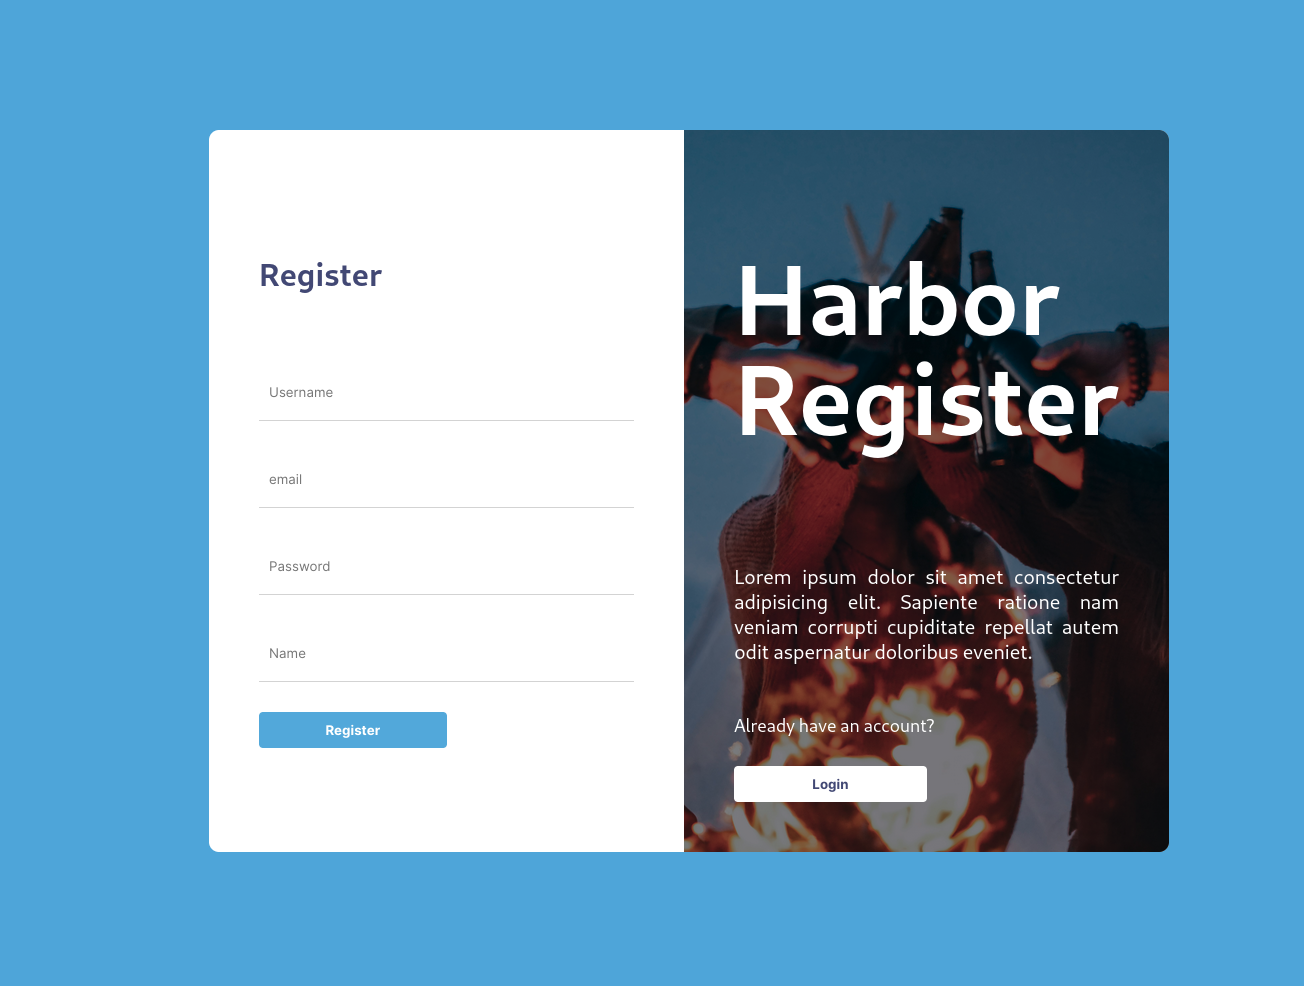 Register
Username
email
Password
Name
Register
Harbor
Register
Lorem ipsum dolor sit amet consectetur
adipisicing elit. Sapiente ratione nam
veniam corrupti cupiditate repellat autem
odit aspernatur doloribus eveniet.
Already have an account?
Login